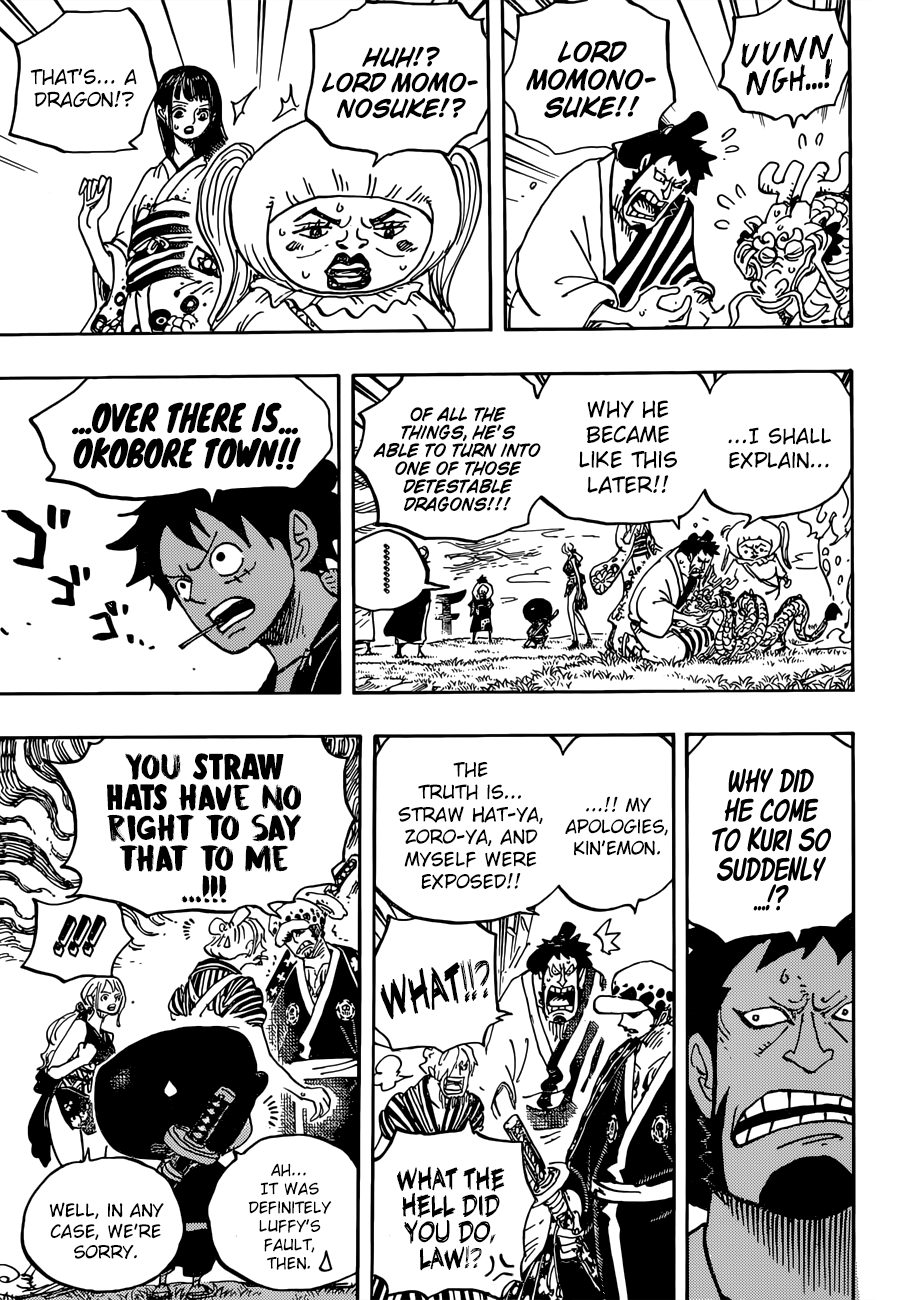 UUNN
NGH...!
LORD
MOMONO-
SUKE!!
HUH!?
LORD MOMO-
NOSUKE!?
THAT'S... A
DRAGON!?
...I SHALL
EXPLAIN...
WHY HE
BECAME
LIKE THIS
LATER!!
OF ALL THE
THINGS, HE'S
ABLE TO TURN INTO
ONE OF THOSE
DETESTABLE
DRAGONS!!!
...OVER THERE IS...
OKOBORE TOWN!!
ゴ
ゴゴ
ゴ
WHY DID
HE COME
TO KURI SO
SUDDENLY
...!?
...!! MY
APOLOGIES,
KIN'EMON.
THE
TRUTH IS...
STRAW HAT-YA,
ZORO-YA, AND
MYSELF WERE
EXPOSED!!
WHAT!!?
WHAT THE
HELL DID
YOU DO,
LAW!?
YOU STRAW
HATS HAVE NO
RIGHT TO SAY
THAT TO ME
...!!!
!!!
AH...
IT WAS
DEFINITELY
LUFFY'S
FAULT,
THEN.
WELL, IN ANY
CASE, WE'RE
SORRY.